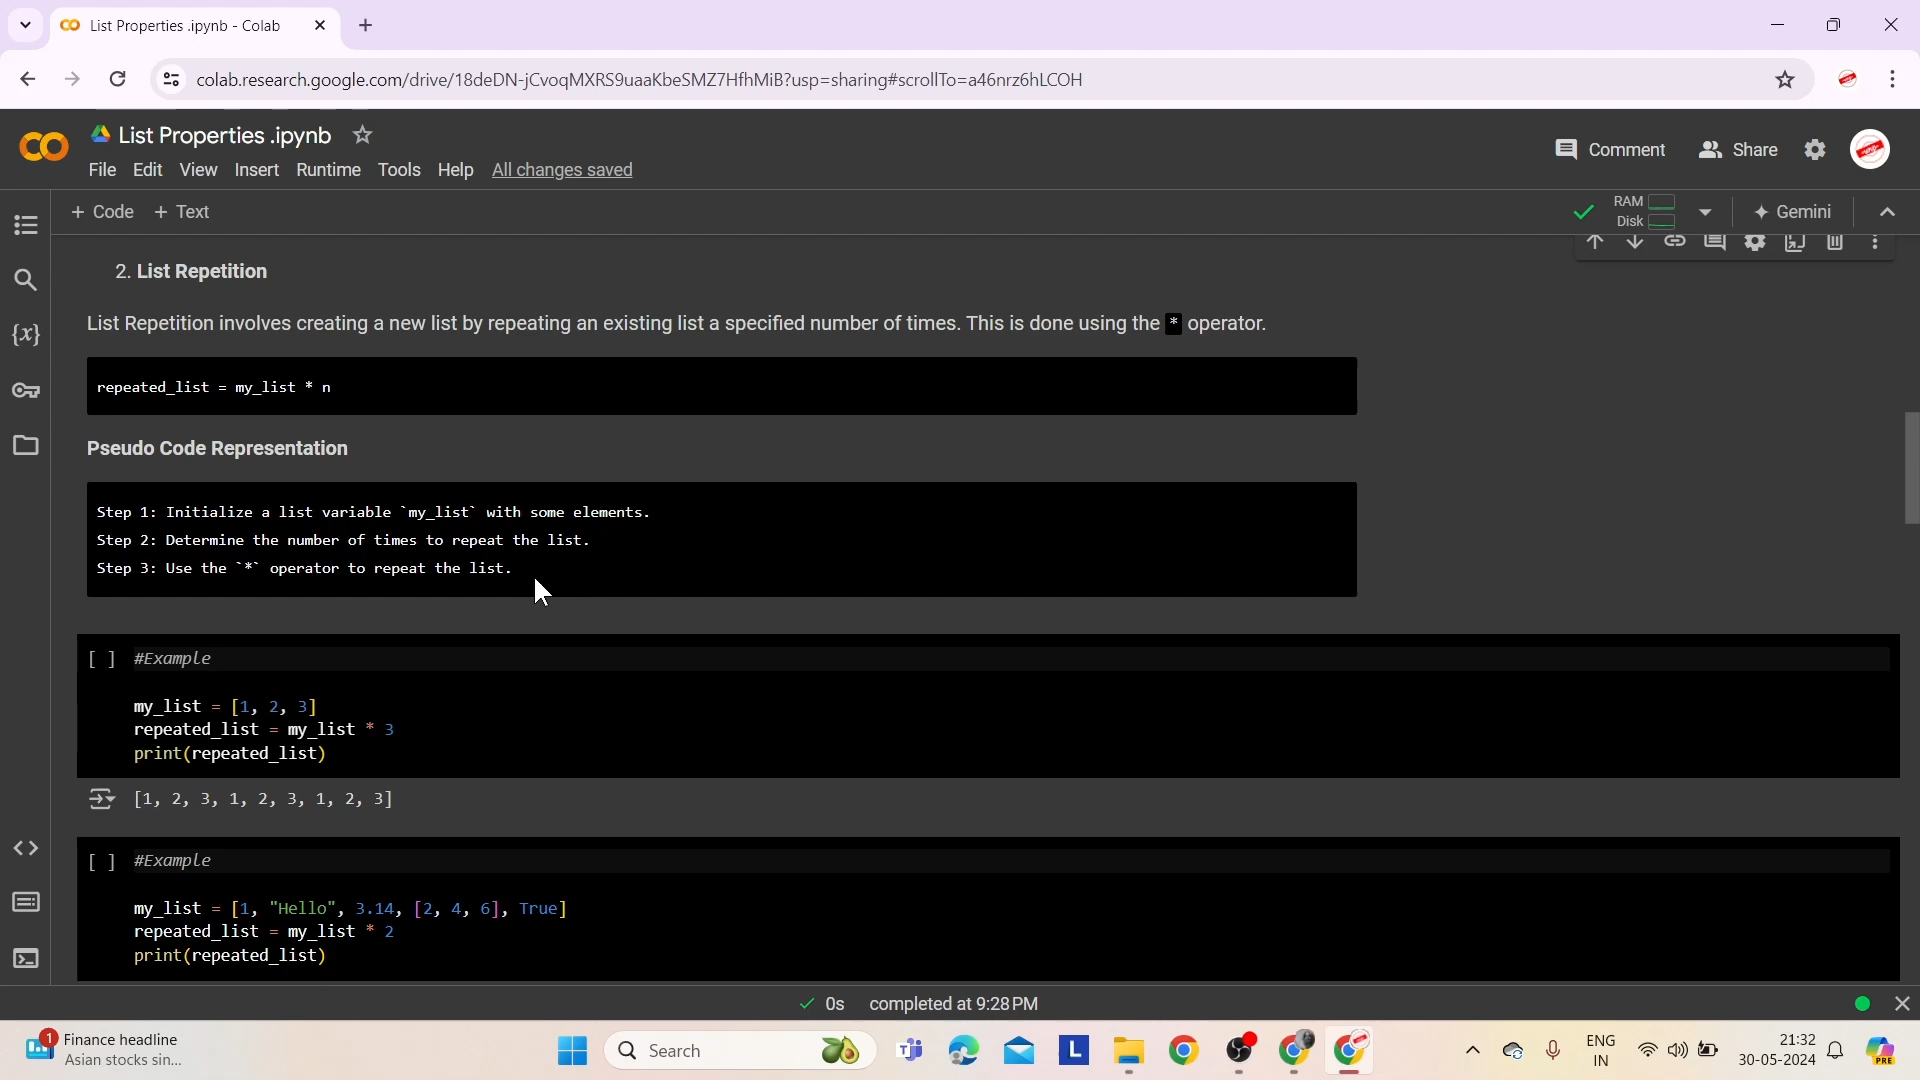 List Properties .ipynb - Colab
colab.research.google.com/drive/18deDN-jCvoqMXRS9uaaKbeSMZ7HfhMiB?usp=sharing#scrollTo=a46nrz6hLCOH
List Properties .ipynb
Comment
Share
File Edit View Insert Runtime Tools Help All changes saved
+ Code + Text
RAM
Disk
Gemini
2. List Repetition
List Repetition involves creating a new list by repeating an existing list a specified number of times. This is done using the * operator.
repeated_list = my_list * n
Pseudo Code Representation
Step 1: Initialize a list variable `my_list` with some elements.
Step 2: Determine the number of times to repeat the list.
Step 3: Use the `*` operator to repeat the list.
[ ] #Example
my_list = [1, 2, 3]
repeated_list = my_list * 3
print(repeated_list)
[1, 2, 3, 1, 2, 3, 1, 2, 3]
[ ] #Example
my_list = [1, "Hello", 3.14, [2, 4, 6], True]
repeated_list = my_list * 2
print(repeated_list)
0s completed at 9:28 PM
1
Finance headline
Asian stocks sin...
Search
L
ENG
IN
21:32
30-05-2024
PRE